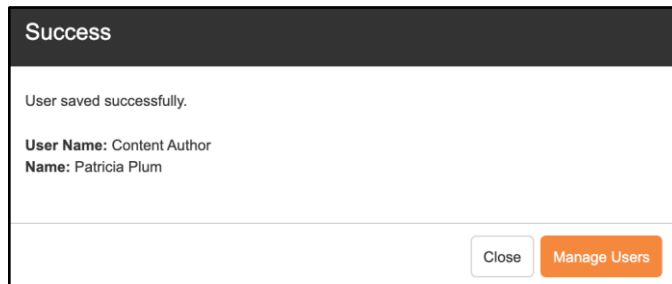 Success
User saved successfully.
User Name: Content Author
Name: Patricia Plum
Close
Manage Users